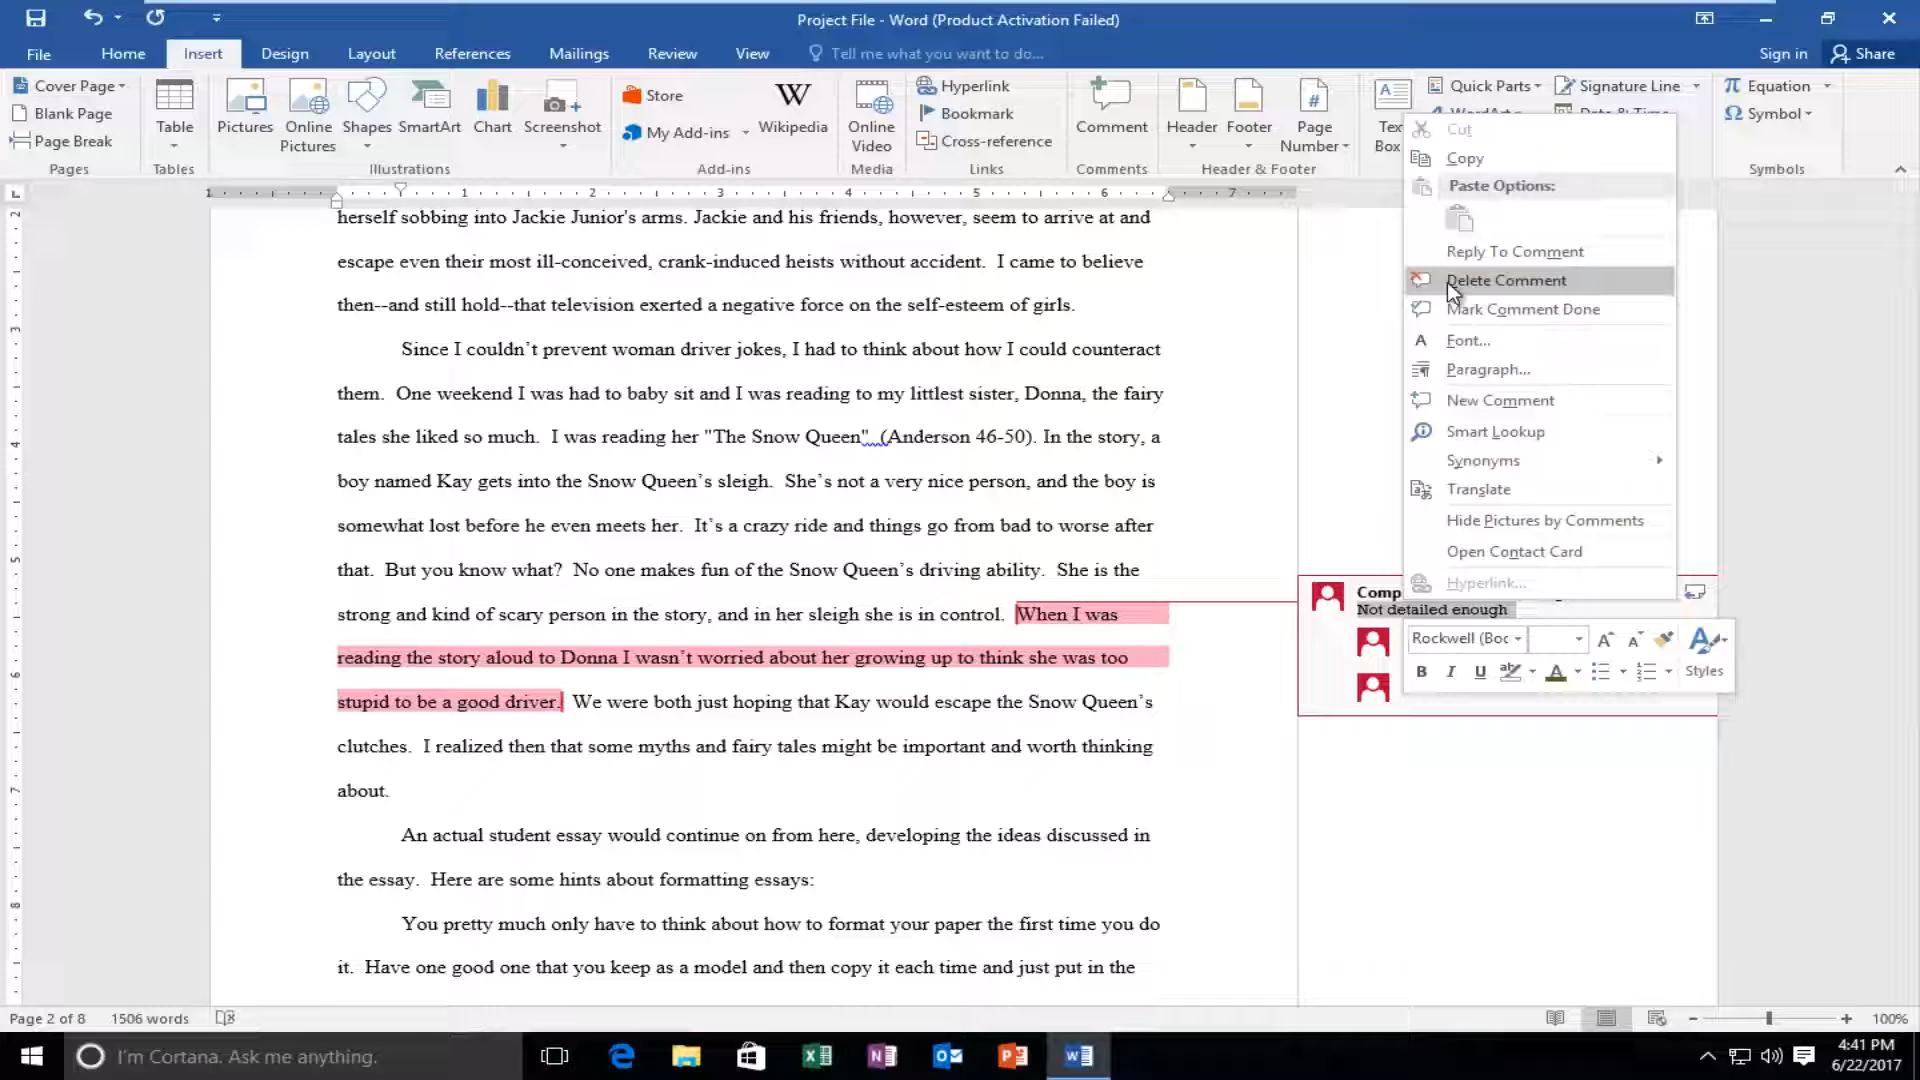 Project File - Word (Product Activation Failed)
File Home Insert Design Layout References Mailings Review View Tell me what you want to do... Sign in Share
Cover Page
Blank Page
Page Break
Pages
Table
Tables
Pictures
Online Pictures
Shapes
SmartArt
Chart
Screenshot
Illustrations
Store
My Add-ins
W
Wikipedia
Add-ins
Online Video
Media
Hyperlink
Bookmark
Cross-reference
Links
Comment
Comments
Header
Footer
Page Number
#
Header & Footer
Text Box
A
Quick Parts
Signature Line
π Equation
Ω Symbol
Symbols
L
1 1 2 3 4 5 6 7
2
3
4
5
6
7
8
herself sobbing into Jackie Junior's arms. Jackie and his friends, however, seem to arrive at and
escape even their most ill-conceived, crank-induced heists without accident. I came to believe
then--and still hold--that television exerted a negative force on the self-esteem of girls.
Since I couldn’t prevent woman driver jokes, I had to think about how I could counteract
them. One weekend I was had to baby sit and I was reading to my littlest sister, Donna, the fairy
tales she liked so much. I was reading her "The Snow Queen" (Anderson 46-50). In the story, a
boy named Kay gets into the Snow Queen’s sleigh. She’s not a very nice person, and the boy is
somewhat lost before he even meets her. It’s a crazy ride and things go from bad to worse after
that. But you know what? No one makes fun of the Snow Queen’s driving ability. She is the
strong and kind of scary person in the story, and in her sleigh she is in control. When I was
reading the story aloud to Donna I wasn’t worried about her growing up to think she was too
stupid to be a good driver. We were both just hoping that Kay would escape the Snow Queen’s
clutches. I realized then that some myths and fairy tales might be important and worth thinking
about.
An actual student essay would continue on from here, developing the ideas discussed in
the essay. Here are some hints about formatting essays:
You pretty much only have to think about how to format your paper the first time you do
it. Have one good one that you keep as a model and then copy it each time and just put in the
Cut
Copy
Paste Options:
Reply To Comment
Delete Comment
Mark Comment Done
A Font...
Paragraph...
New Comment
Smart Lookup
Synonyms
Translate
Hide Pictures by Comments
Open Contact Card
Hyperlink...
Comp
Not detailed enough
Rockwell (Boc
A A
A
B I U ab A
Styles
Page 2 of 8 1506 words 100%
I'm Cortana. Ask me anything.
4:41 PM
6/22/2017